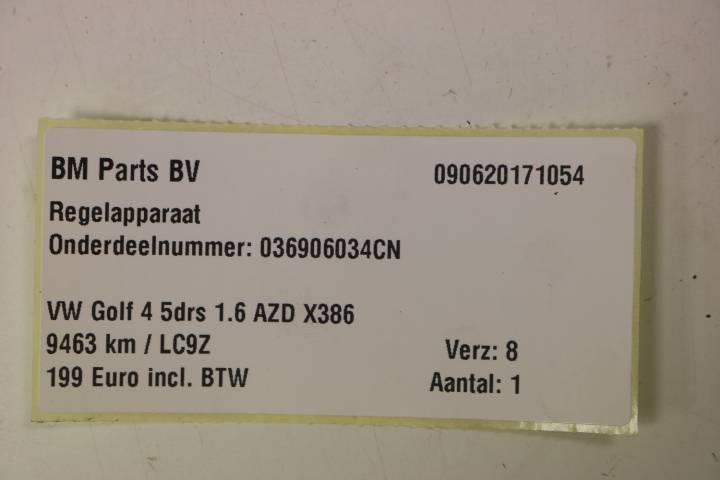 BM Parts BV 090620171054
Regelapparaat
Onderdeelnummer: 036906034CN
VW Golf 4 5drs 1.6 AZD X386
9463 km / LC9Z Verz: 8
199 Euro incl. BTW Aantal: 1